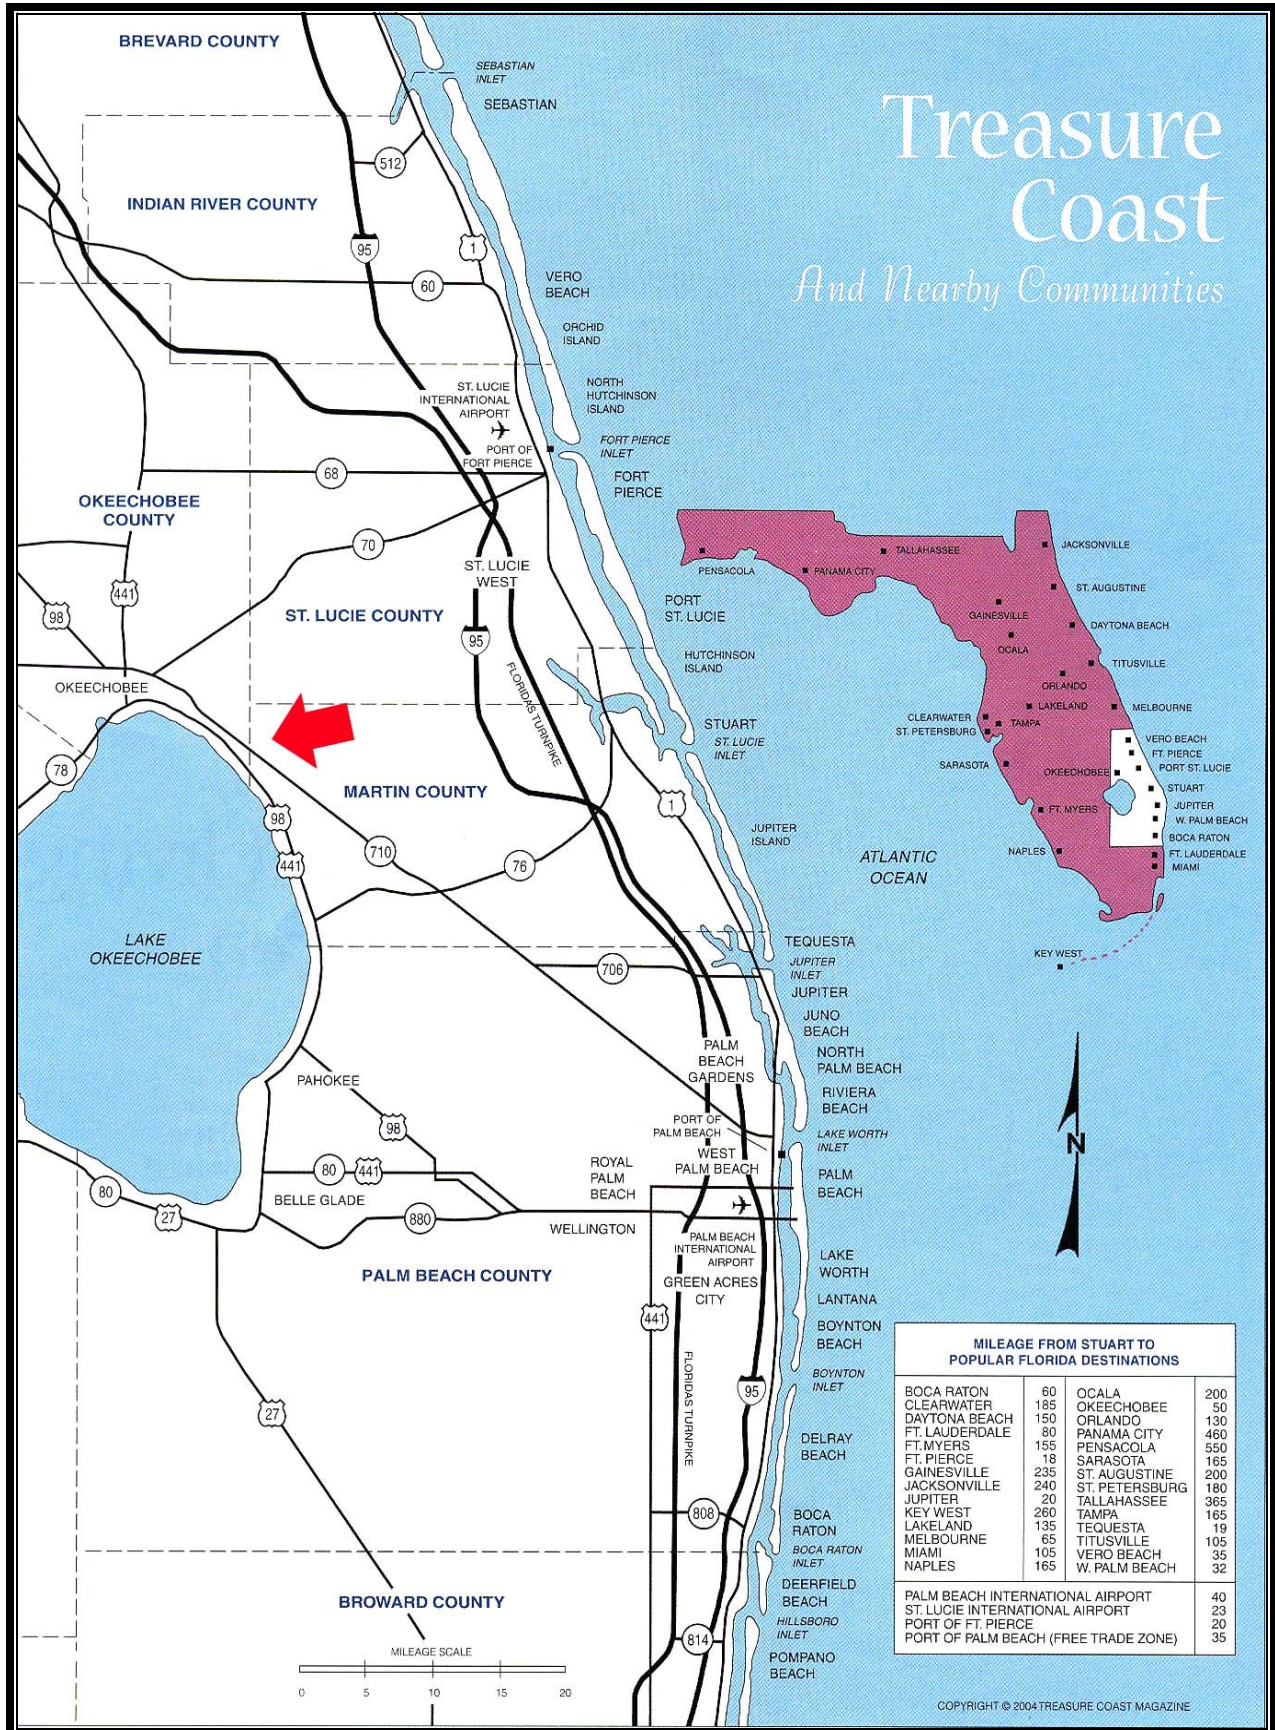 Treasure
Coast
And Nearby Communities
BREVARD COUNTY
SEBASTIAN
INLET
SEBASTIAN
512
INDIAN RIVER COUNTY
95
1
60
VERO
BEACH
ORCHID
ISLAND
ST. LUCIE
INTERNATIONAL
AIRPORT
NORTH
HUTCHINSON
ISLAND
PORT OF
FORT PIERCE
FORT PIERCE
INLET
68
FORT
PIERCE
OKEECHOBEE
COUNTY
70
441
98
ST. LUCIE
WEST
ST. LUCIE COUNTY
95
PORT
ST. LUCIE
HUTCHINSON
ISLAND
FLORIDAS TURNPIKE
OKEECHOBEE
STUART
ST. LUCIE
INLET
78
MARTIN COUNTY
98
441
710
76
1
JUPITER
ISLAND
LAKE
OKEECHOBEE
TEQUESTA
706
JUPITER
INLET
JUPITER
JUNO
BEACH
PALM
BEACH
GARDENS
NORTH
PALM BEACH
PAHOKEE
RIVIERA
BEACH
98
PORT OF
PALM BEACH
LAKE WORTH
INLET
WEST
PALM BEACH
ROYAL
PALM
BEACH
PALM
BEACH
80
441
80
27
BELLE GLADE
880
WELLINGTON
PALM BEACH
INTERNATIONAL
AIRPORT
LAKE
WORTH
PALM BEACH COUNTY
GREEN ACRES
CITY
LANTANA
441
BOYNTON
BEACH
FLORIDAS TURNPIKE
BOYNTON
INLET
95
27
DELRAY
BEACH
808
BOCA
RATON
BOCA RATON
INLET
BROWARD COUNTY
DEERFIELD
BEACH
HILLSBORO
INLET
814
POMPANO
BEACH
MILEAGE SCALE
0 5 10 15 20
PENSACOLA
PANAMA CITY
TALLAHASSEE
JACKSONVILLE
ST. AUGUSTINE
GAINESVILLE
DAYTONA BEACH
OCALA
TITUSVILLE
ORLANDO
LAKELAND
MELBOURNE
CLEARWATER
TAMPA
ST. PETERSBURG
VERO BEACH
FT. PIERCE
SARASOTA
OKEECHOBEE
PORT ST. LUCIE
STUART
FT. MYERS
JUPITER
W. PALM BEACH
BOCA RATON
NAPLES
FT. LAUDERDALE
MIAMI
KEY WEST
ATLANTIC
OCEAN
N
MILEAGE FROM STUART TO
POPULAR FLORIDA DESTINATIONS
BOCA RATON 60 OCALA 200
CLEARWATER 185 OKEECHOBEE 50
DAYTONA BEACH 150 ORLANDO 130
FT. LAUDERDALE 80 PANAMA CITY 460
FT.MYERS 155 PENSACOLA 550
FT. PIERCE 18 SARASOTA 165
GAINESVILLE 235 ST. AUGUSTINE 200
JACKSONVILLE 240 ST. PETERSBURG 180
JUPITER 20 TALLAHASSEE 365
KEY WEST 260 TAMPA 165
LAKELAND 135 TEQUESTA 19
MELBOURNE 65 TITUSVILLE 105
MIAMI 105 VERO BEACH 35
NAPLES 165 W. PALM BEACH 32
PALM BEACH INTERNATIONAL AIRPORT 40
ST. LUCIE INTERNATIONAL AIRPORT 23
PORT OF FT. PIERCE 20
PORT OF PALM BEACH (FREE TRADE ZONE) 35
COPYRIGHT © 2004 TREASURE COAST MAGAZINE